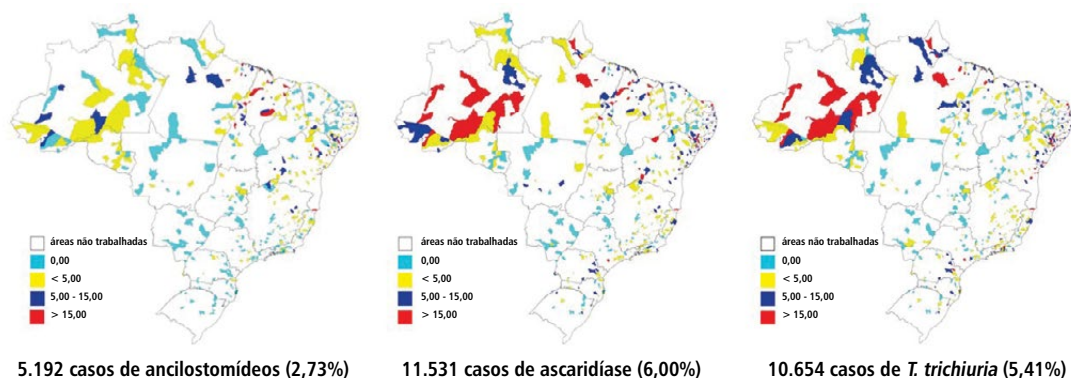 áreas não trabalhadas
0,00
< 5,00
5,00 - 15,00
> 15,00
5.192 casos de ancilostomídeos (2,73%)
áreas não trabalhadas
0,00
< 5,00
5,00 - 15,00
> 15,00
11.531 casos de ascaridíase (6,00%)
áreas não trabalhadas
0,00
< 5,00
5,00 - 15,00
> 15,00
10.654 casos de T. trichiuria (5,41%)